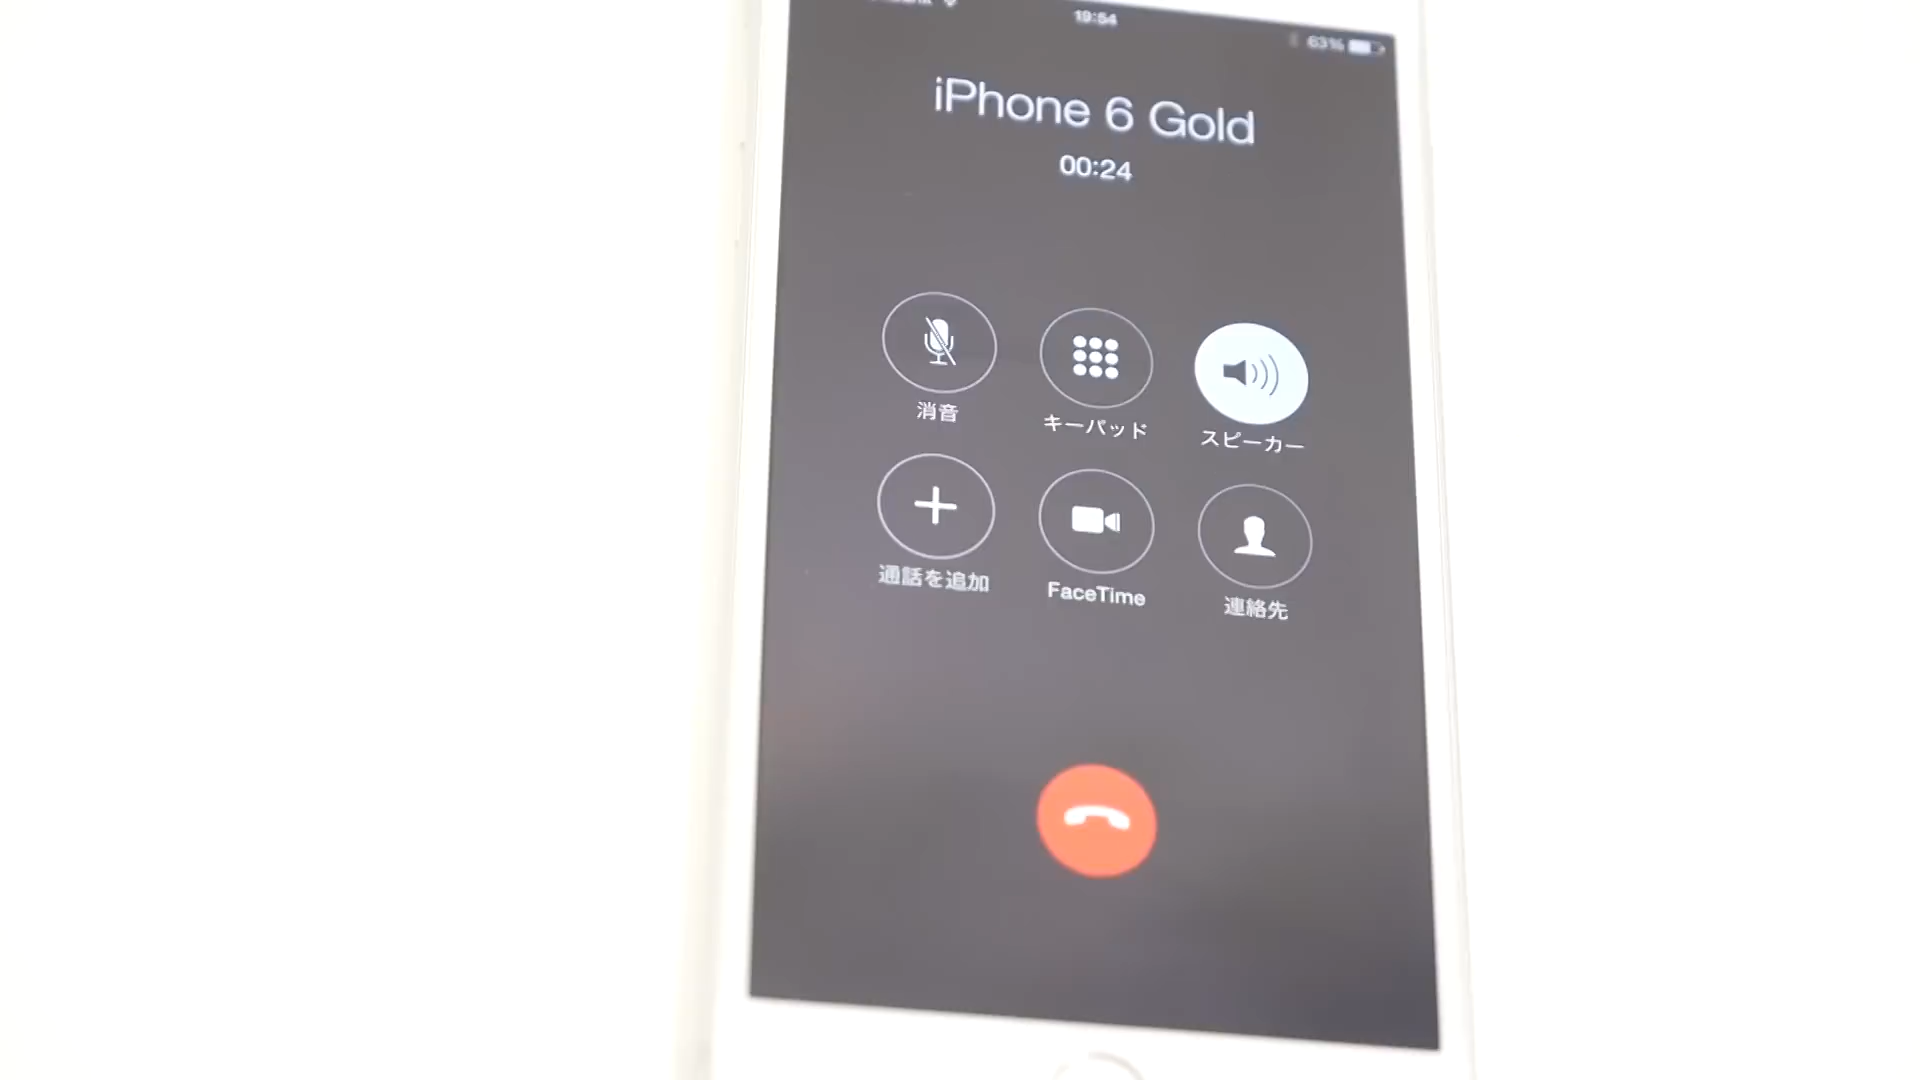 19:54
63%
iPhone 6 Gold
00:24
消音
キーパッド
スピーカー
通話を追加
FaceTime
連絡先